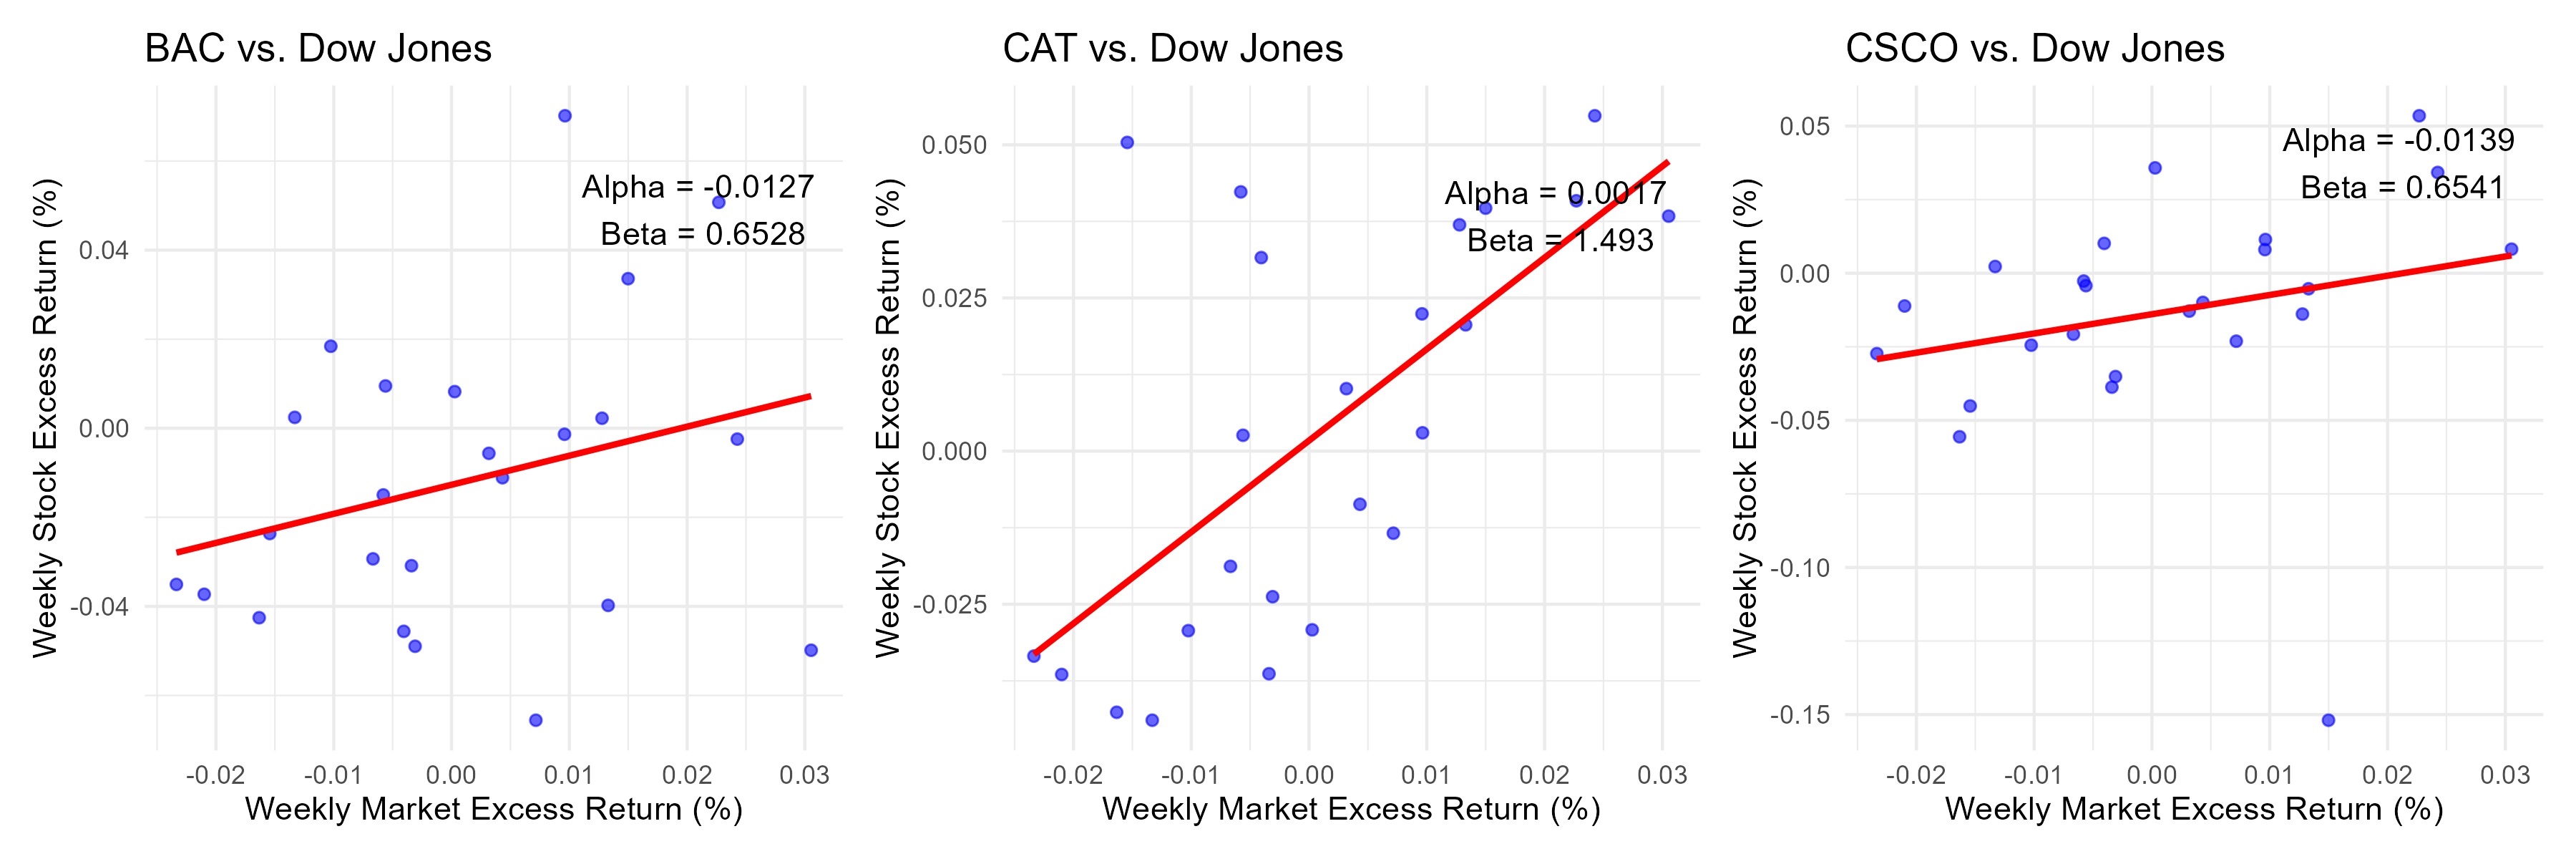 BAC vs. Dow Jones
Weekly Stock Excess Return (%)
0.04
0.00
-0.04
Alpha = -0.0127
Beta = 0.6528
-0.02 -0.01 0.00 0.01 0.02 0.03
Weekly Market Excess Return (%)
CAT vs. Dow Jones
Weekly Stock Excess Return (%)
0.050
0.025
0.000
-0.025
Alpha = 0.0017
Beta = 1.493
-0.02 -0.01 0.00 0.01 0.02 0.03
Weekly Market Excess Return (%)
CSCO vs. Dow Jones
Weekly Stock Excess Return (%)
0.05
0.00
-0.05
-0.10
-0.15
Alpha = -0.0139
Beta = 0.6541
-0.02 -0.01 0.00 0.01 0.02 0.03
Weekly Market Excess Return (%)